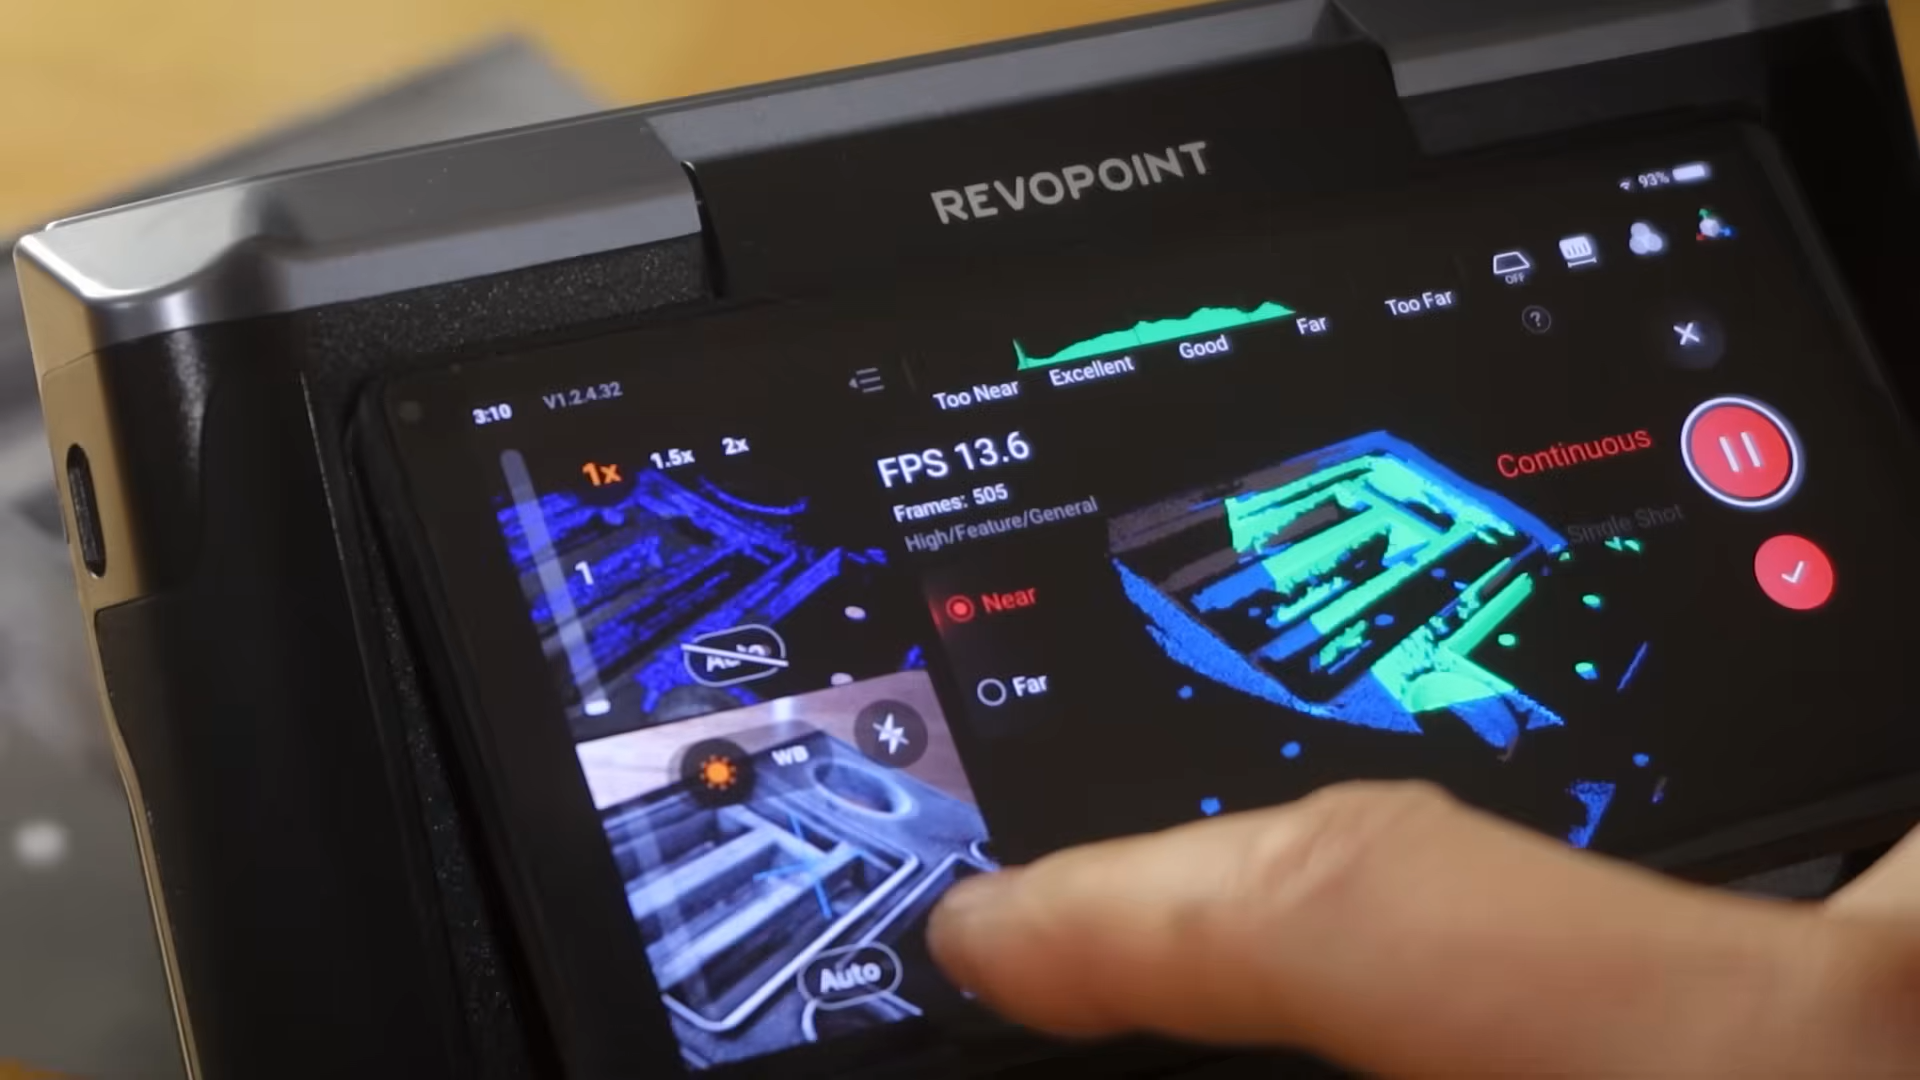 REVOPOINT
93%
OFF
3:10
V1.2.4.32
Too Near
Excellent
Good
Far
Too Far
?
1x
1.5x
2x
FPS 13.6
Frames: 505
High/Feature/General
Continuous
Single Shot
1
Auto
Near
Far
WB
Auto